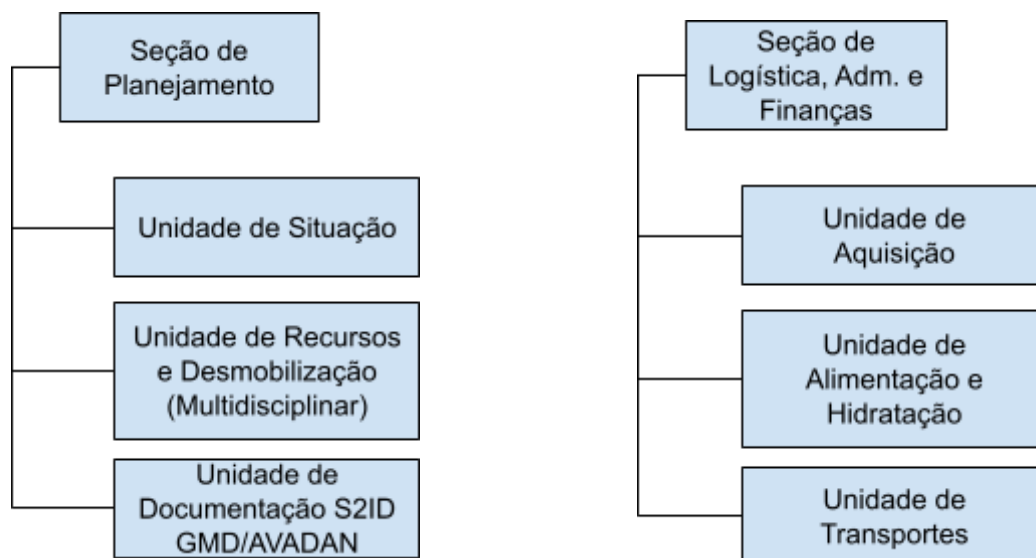 Seção de
Planejamento
Unidade de Situação
Unidade de Recursos
e Desmobilização
(Multidisciplinar)
Unidade de
Documentação S2ID
GMD/AVADAN
Seção de
Logística, Adm. e
Finanças
Unidade de
Aquisição
Unidade de
Alimentação e
Hidratação
Unidade de
Transportes